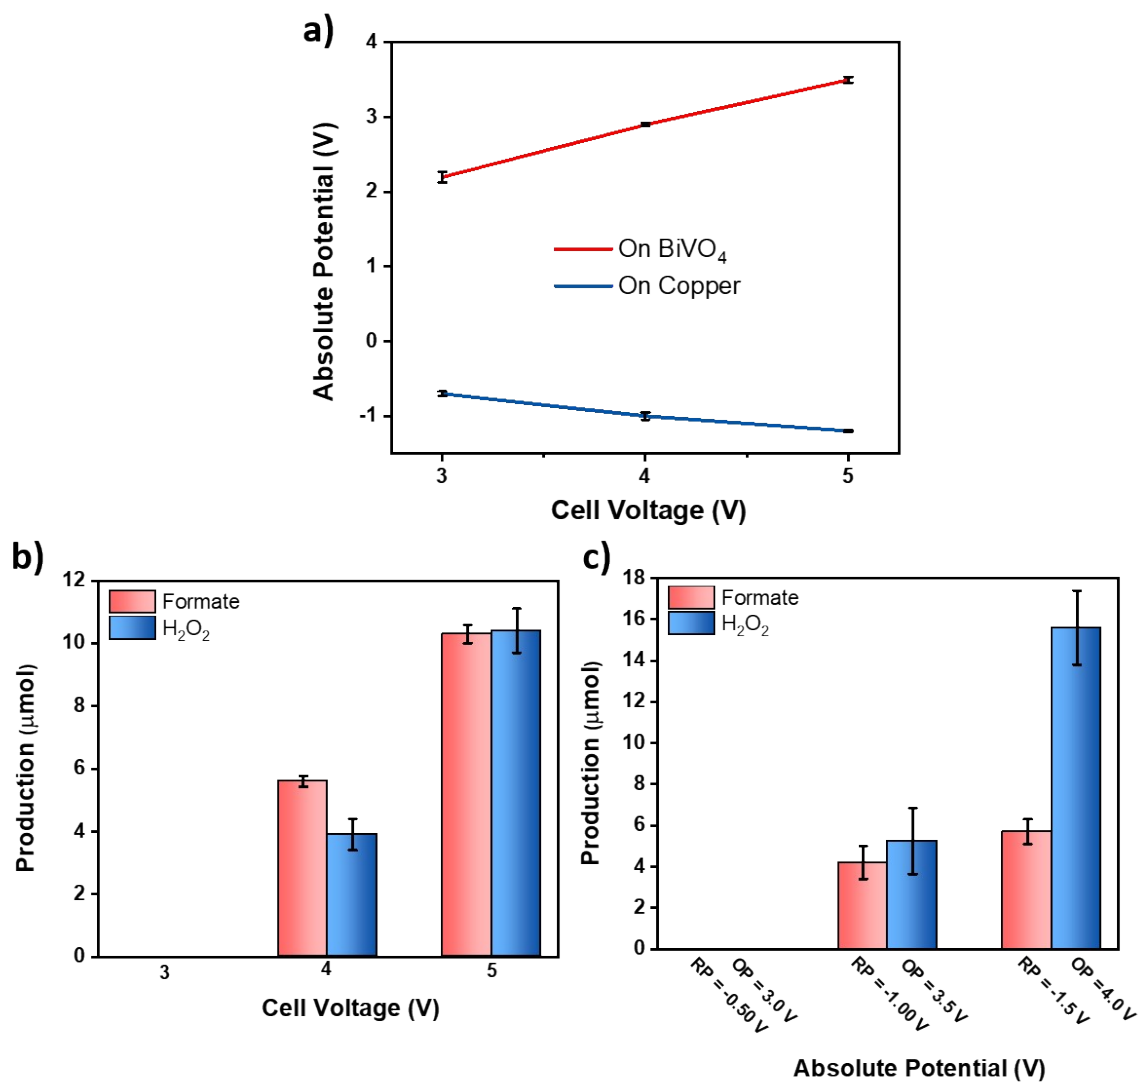 a)
Absolute Potential (V)
4
3
2
1
0
-1
On BiVO₄
On Copper
3
4
5
Cell Voltage (V)
b)
Production (μmol)
12
10
8
6
4
2
0
Formate
H₂O₂
3
4
5
Cell Voltage (V)
c)
Production (μmol)
18
16
14
12
10
8
6
4
2
0
Formate
H₂O₂
RP = -0.50 V
OP = 3.0 V
RP = -1.00 V
OP = 3.5 V
RP = -1.5 V
OP = 4.0 V
Absolute Potential (V)